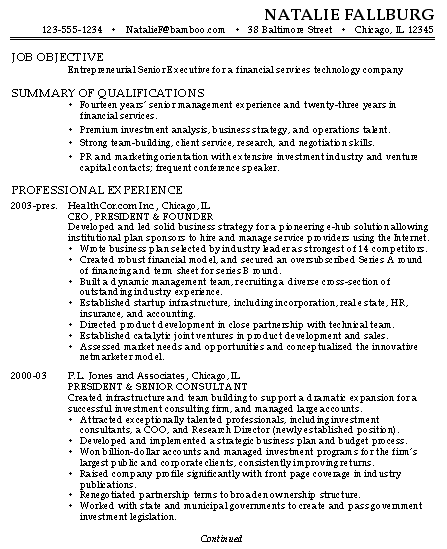 NATALIE FALLBURG
123-555-1234 • NatalieF@bamboo.com • 38 Baltimore Street • Chicago, IL 12345
JOB OBJECTIVE
Entrepreneurial Senior Executive for a financial services technology company
SUMMARY OF QUALIFICATIONS
• Fourteen years' senior management experience and twenty-three years in
financial services.
• Premium investment analysis, business strategy, and operations talent.
• Strong team-building, client service, research, and negotiation skills.
• PR and marketing orientation with extensive investment industry and venture
capital contacts; frequent conference speaker.
PROFESSIONAL EXPERIENCE
2003-pres. HealthCor.com Inc., Chicago, IL
CEO, PRESIDENT & FOUNDER
Developed and led solid business strategy for a pioneering e-hub solution allowing
institutional plan sponsors to hire and manage service providers using the Internet.
• Wrote business plan selected by industry leader as strongest of 14 competitors.
• Created robust financial model, and secured an oversubscribed Series A round
of financing and term sheet for series B round.
• Built a dynamic management team, recruiting a diverse cross-section of
outstanding industry experience.
• Established startup infrastructure, including incorporation, real estate, HR,
insurance, and accounting.
• Directed product development in close partnership with technical team.
• Established catalytic joint ventures in product development and sales.
• Assessed market needs and opportunities and conceptualized the innovative
net marketer model.
2000-03 F.L. Jones and Associates, Chicago, IL
PRESIDENT & SENIOR CONSULTANT
Created infrastructure and team building to support a dramatic expansion for a
successful investment consulting firm, and managed large accounts.
• Attracted exceptionally talented professionals, including investment
consultants, a COO, and Research Director (newly established position).
• Developed and implemented a strategic business plan and budget process.
• Won billion-dollar accounts and managed investment programs for the firm's
largest public and corporate clients, consistently improving returns.
• Raised company profile significantly with front page coverage in industry
publications.
• Renegotiated partnership terms to broaden ownership structure.
• Worked with state and municipal governments to create and pass government
investment legislation.
Continued